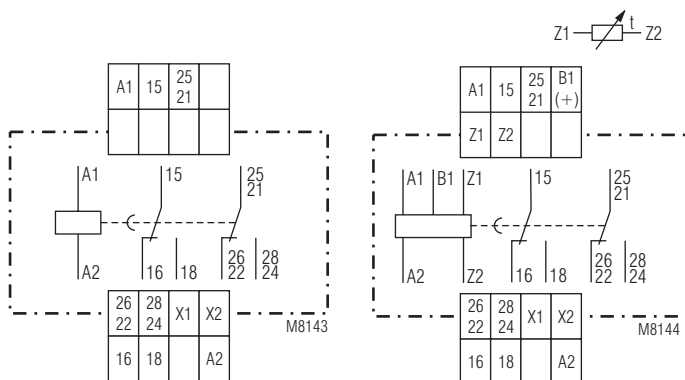 Z1 t Z2
A1 15 25 21
A1 15 25 21 B1 (+)
Z1 Z2
A1 15 25 21
A2 16 18 26 22 28 24
A1 B1 Z1 15 25 21
A2 Z2 16 18 26 22 28 24
26 22 28 24 X1 X2
16 18 A2
M8143
26 22 28 24 X1 X2
16 18 A2
M8144